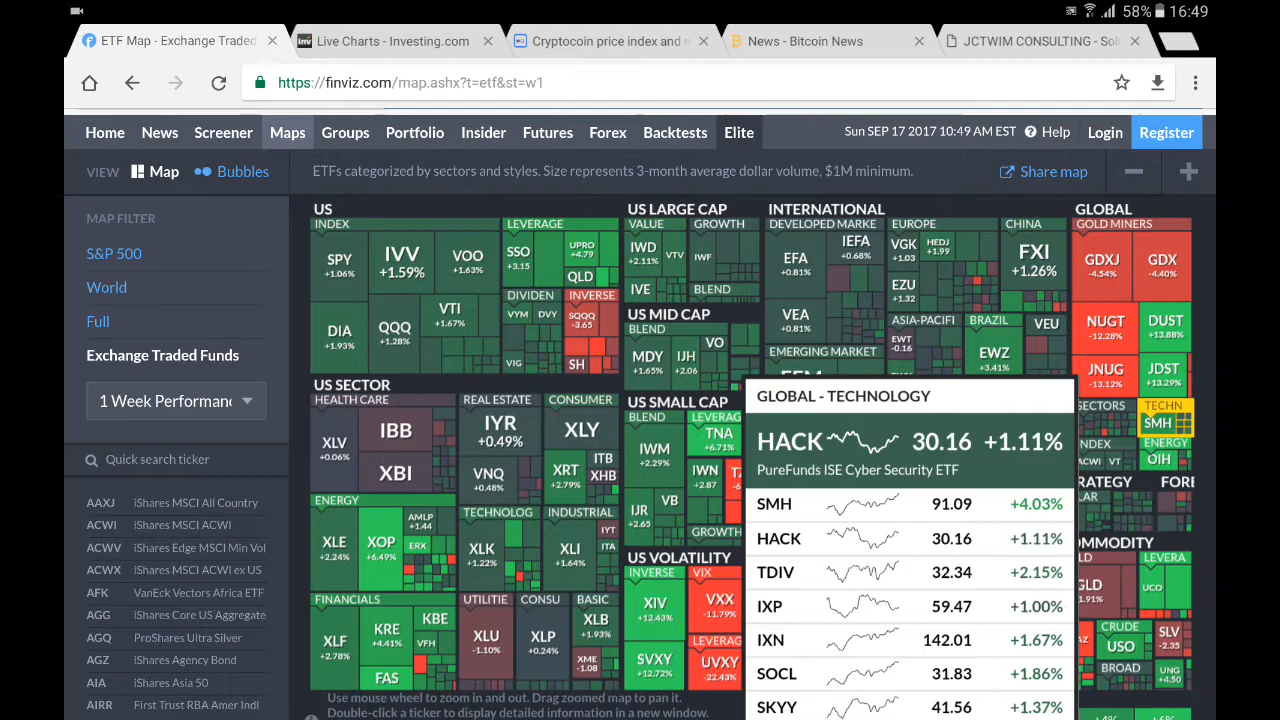 58% 16:49
ETF Map - Exchange Traded
Live Charts - Investing.com
Cryptocoin price index and
News - Bitcoin News
JCTWIM CONSULTING - Sol
https://finviz.com/map.ashx?t=etf&st=w1
Home News Screener Maps Groups Portfolio Insider Futures Forex Backtests Elite
Sun SEP 17 2017 10:49 AM EST Help Login Register
VIEW Map Bubbles
ETFs categorized by sectors and styles. Size represents 3-month average dollar volume, $1M minimum.
Share map
MAP FILTER
S&P 500
World
Full
Exchange Traded Funds
1 Week Performanc
Quick search ticker
AAXJ iShares MSCI All Country
ACWI iShares MSCI ACWI
ACWV iShares Edge MSCI Min Vol
ACWX iShares MSCI ACWI ex US
AFK VanEck Vectors Africa ETF
AGG iShares Core US Aggregate
AGQ ProShares Ultra Silver
AGZ iShares Agency Bond
AIA iShares Asia 50
AIRR First Trust RBA Amer Indl
US
INDEX
SPY +1.06%
IVV +1.59%
VOO +1.63%
DIA +1.93%
QQQ +1.28%
VTI +1.67%
LEVERAGE
SSO +3.15
UPRO +4.79
QLD
DIVIDEN
VYM DVY
VIG
INVERSE
SQQQ -3.65
SH
US SECTOR
HEALTH CARE
XLV +0.06%
IBB
XBI
REAL ESTATE
IYR +0.49%
VNQ +0.48%
CONSUMER
XLY
XRT +2.79%
ITB
XHB
ENERGY
XLE +2.24%
XOP +6.49%
AMLP +1.44
ERX
TECHNOLOG
XLK +1.22%
INDUSTRIAL
XLI +1.64%
IYT
ITA
FINANCIALS
XLF +2.78%
KRE +4.41%
KBE
VFH
FAS
UTILITIE
XLU -1.10%
CONSU
XLP +0.24%
BASIC
XLB +1.93%
XME -1.08
US LARGE CAP
VALUE
IWD +2.11%
VTV
IVE
GROWTH
IWF
BLEND
US MID CAP
BLEND
MDY +1.65%
IJH +2.06
VO
US SMALL CAP
BLEND
IWM +2.29%
IJR +2.65
VB
LEVERAG
TNA +6.71%
IWN +2.87
GROWTH
US VOLATILITY
INVERSE
XIV +12.43%
SVXY +12.72%
VIX
VXX -11.79%
LEVERAG
UVXY -22.43%
INTERNATIONAL
DEVELOPED MARKE
EFA +0.81%
IEFA +0.68%
VEA +0.81%
EMERGING MARKET
EUROPE
VGK +1.03
HEDJ +1.99
EZU +1.32
ASIA-PACIFI
EWT -0.16
CHINA
FXI +1.26%
BRAZIL
EWZ +3.41%
VEU
GLOBAL
GOLD MINERS
GDXJ -4.54%
GDX -4.40%
NUGT -12.28%
DUST +13.88%
JNUG -13.12%
JDST +13.29%
SECTORS
TECHN
SMH
NDEX
ACWI VT
ENERGY
OIH
RATEGY
FORE
LAR
OMMODITY
LD
GLD 1.91%
LEVERA
UCO
CRUDE
USO
SLV -2.35
BROAD
UNG +4.50
GLOBAL - TECHNOLOGY
HACK 30.16 +1.11%
PureFunds ISE Cyber Security ETF
SMH 91.09 +4.03%
HACK 30.16 +1.11%
TDIV 32.34 +2.15%
IXP 59.47 +1.00%
IXN 142.01 +1.67%
SOCL 31.83 +1.86%
SKYY 41.56 +1.37%
Use mouse wheel to zoom in and out. Drag zoomed map to pan it.
Double-click a ticker to display detailed information in a new window.